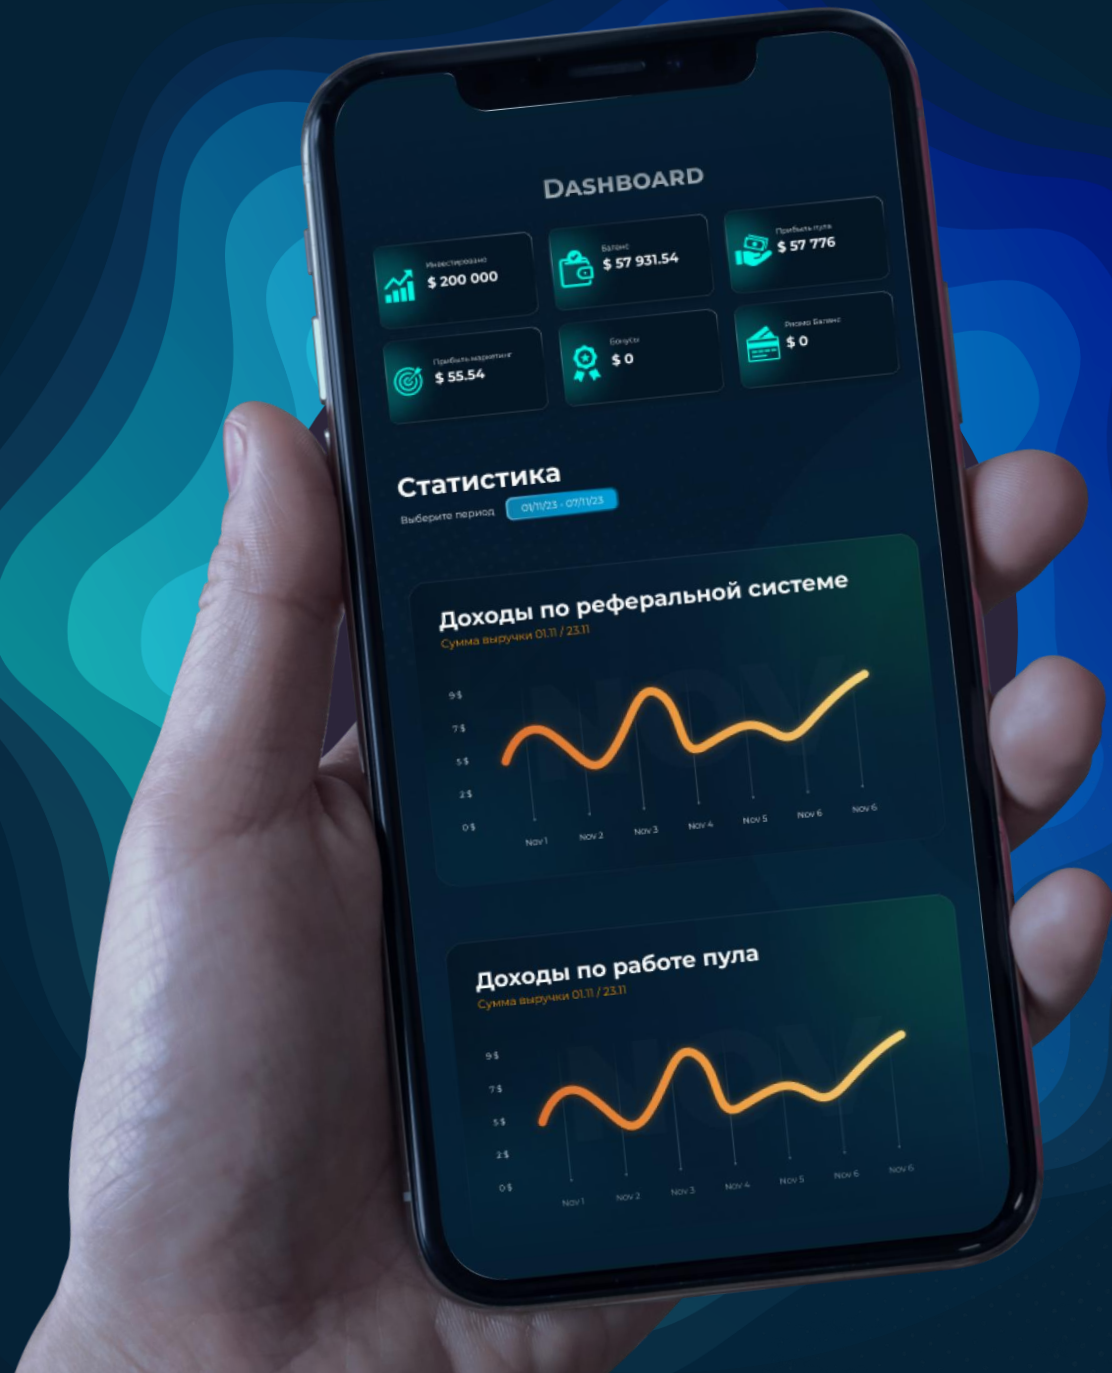 DASHBOARD
Инвестировано
$ 200 000
Баланс
$ 57 931.54
Прибыль пула
$ 57 776
Прибыль маркетинг
$ 55.54
Бонусы
$ 0
Промо Баланс
$ 0
Статистика
Выберите период 01/11/23 - 07/11/23
Доходы по реферальной системе
Сумма выручки 01.11 / 23.11
NOV
9 $
7 $
5 $
2 $
0 $
Nov 1 Nov 2 Nov 3 Nov 4 Nov 5 Nov 6 Nov 6
Доходы по работе пула
Сумма выручки 01.11 / 23.11
NOV
9 $
7 $
5 $
2 $
0 $
Nov 1 Nov 2 Nov 3 Nov 4 Nov 5 Nov 6 Nov 6